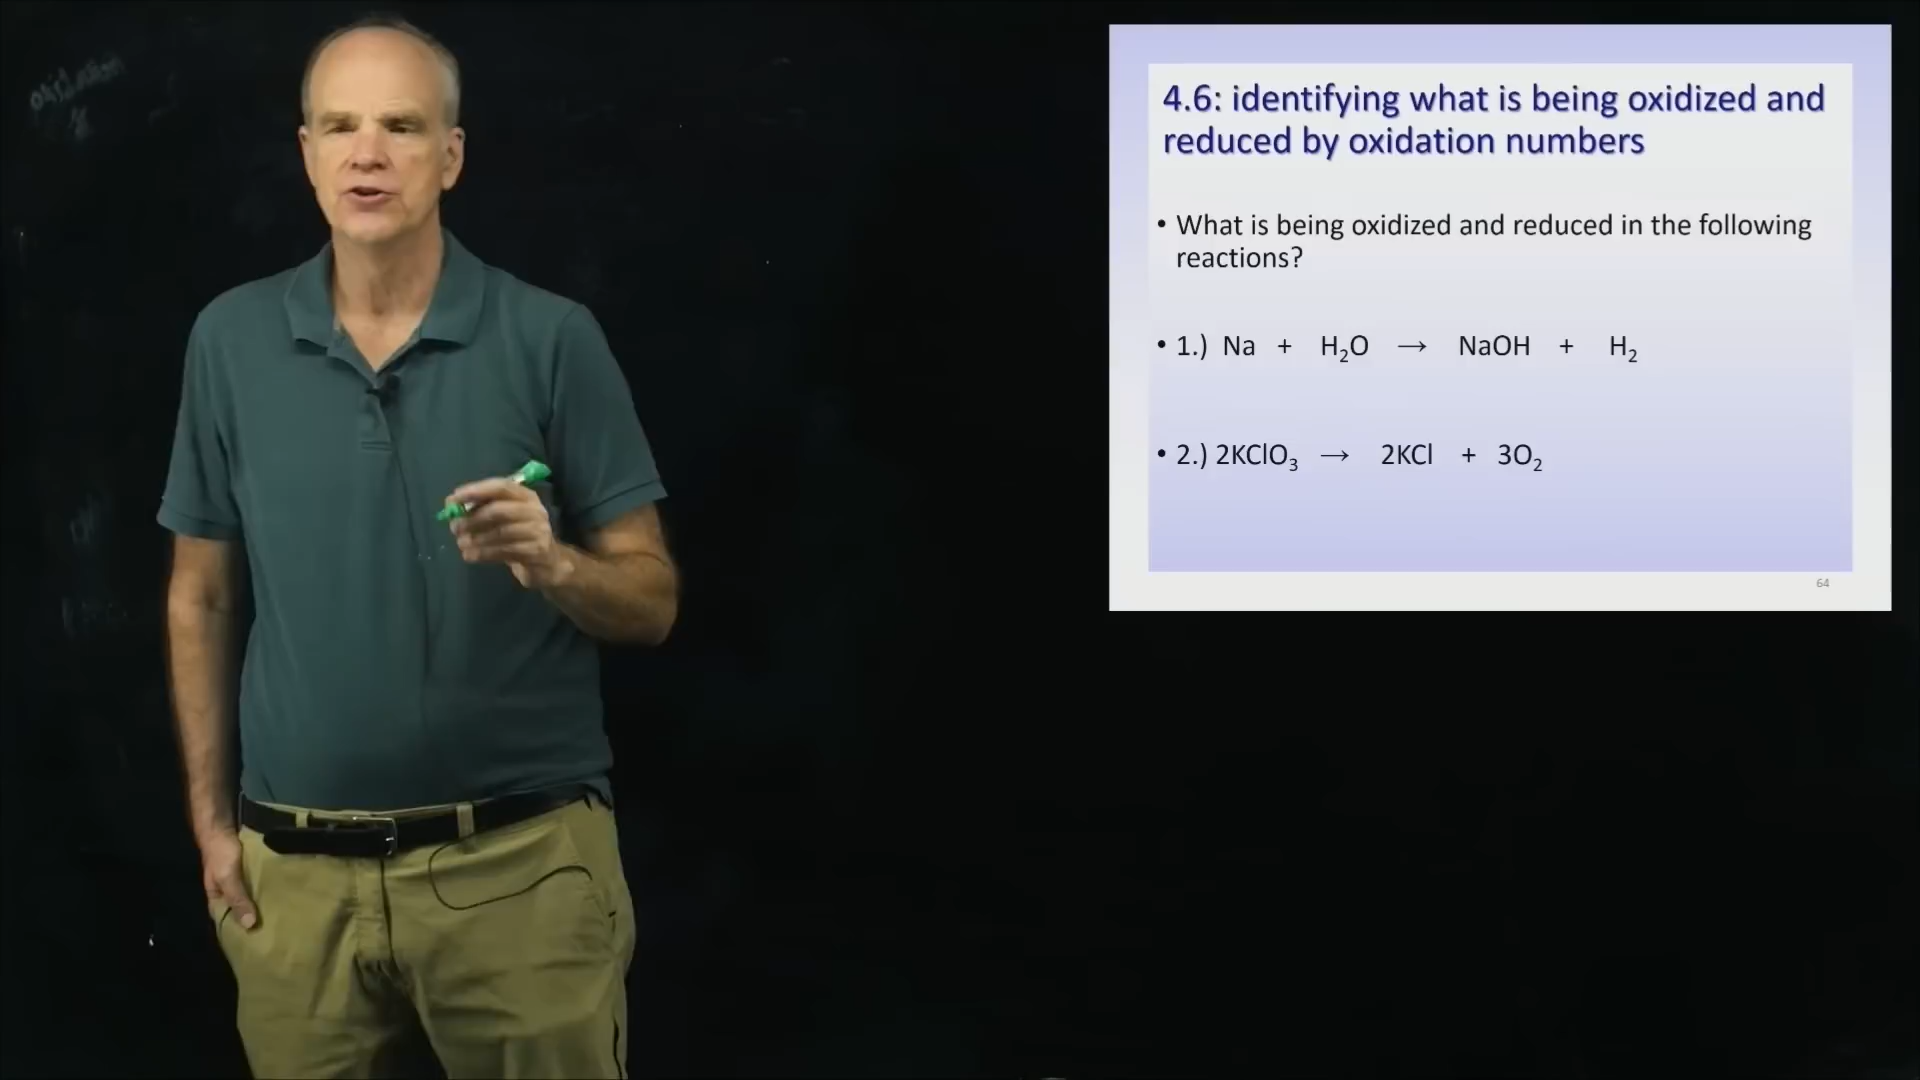 oxidation
4.6: identifying what is being oxidized and
reduced by oxidation numbers
• What is being oxidized and reduced in the following
reactions?
• 1.) Na + H₂O → NaOH + H₂
• 2.) 2KClO₃ → 2KCl + 3O₂
64